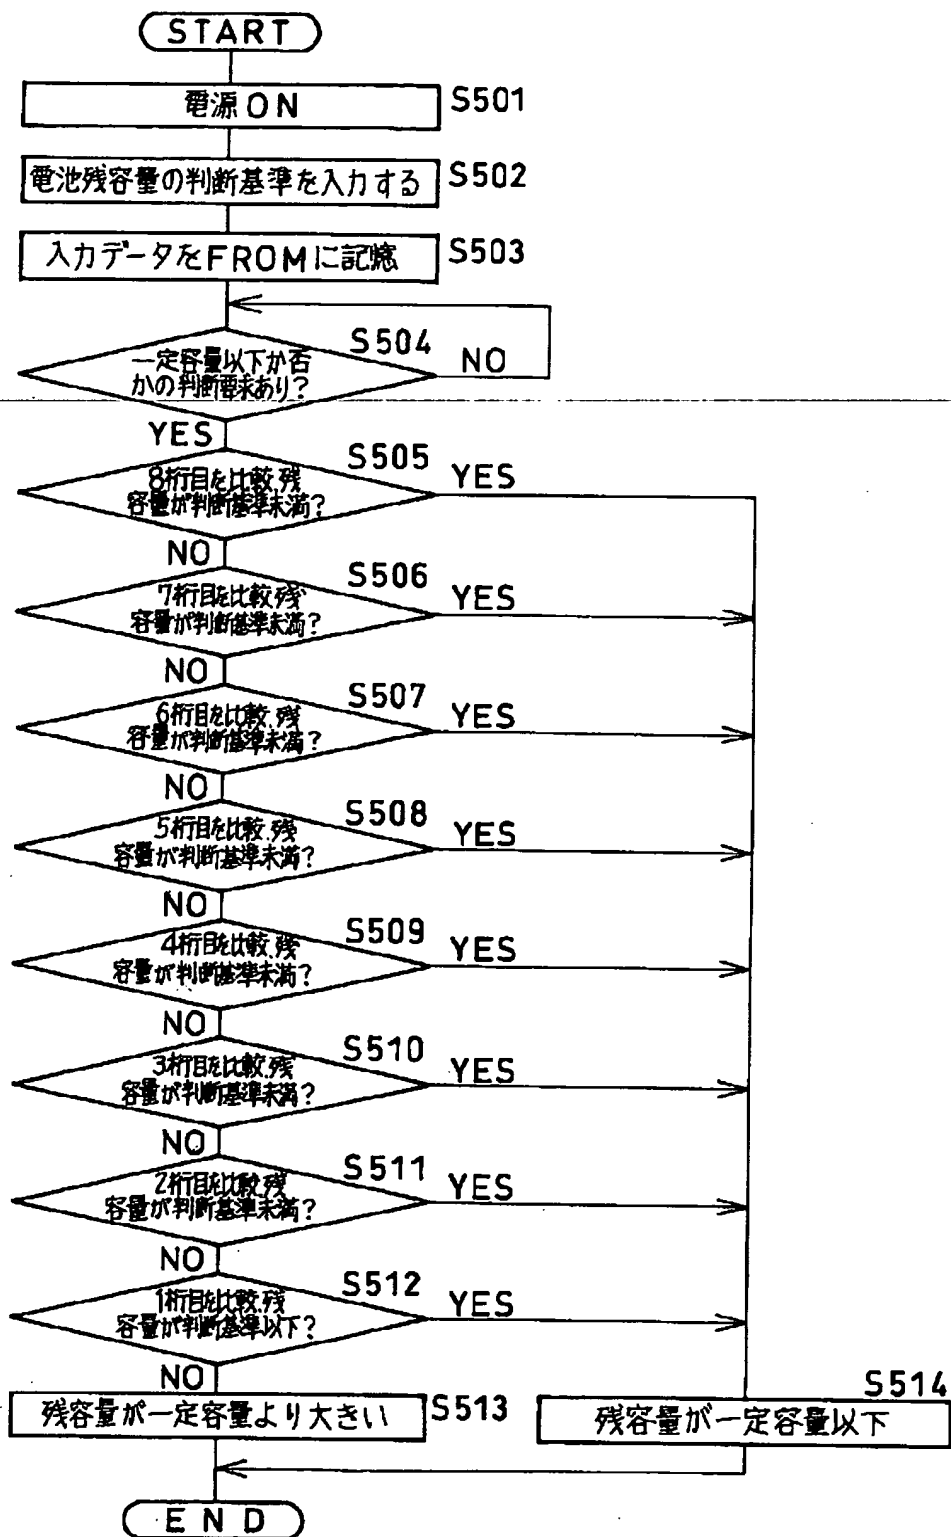 START
電源ON
S501
電池残容量の判断基準を入力する
S502
入力データをFROMに記憶
S503
S504
一定容量以下か否
かの判断要求あり?
NO
YES
S505
8桁目を比較,残
容量が判断基準未満?
YES
NO
S506
7桁目を比較,残
容量が判断基準未満?
YES
NO
S507
6桁目を比較,残
容量が判断基準未満?
YES
NO
S508
5桁目を比較,残
容量が判断基準未満?
YES
NO
S509
4桁目を比較,残
容量が判断基準未満?
YES
NO
S510
3桁目を比較,残
容量が判断基準未満?
YES
NO
S511
2桁目を比較,残
容量が判断基準未満?
YES
NO
S512
1桁目を比較,残
容量が判断基準以下?
YES
NO
残容量が一定容量より大きい
S513
S514
残容量が一定容量以下
END